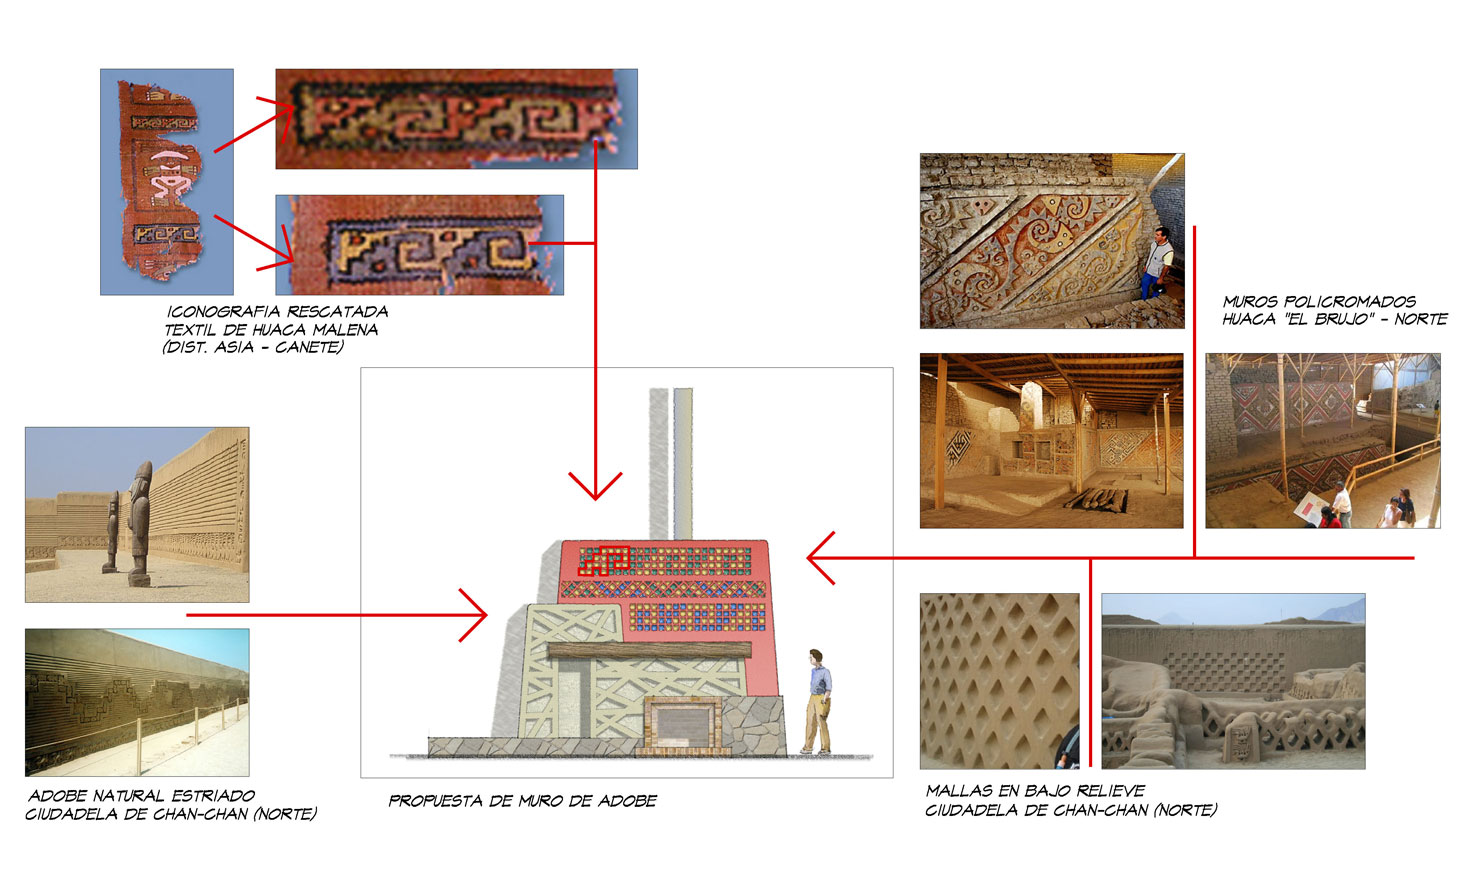 ICONOGRAFIA RESCATADA
TEXTIL DE HUACA MALENA
(DIST. ASIA - CANETE)
MUROS POLICROMADOS
HUACA "EL BRUJO" - NORTE
ADOBE NATURAL ESTRIADO
CIUDADELA DE CHAN-CHAN (NORTE)
PROPUESTA DE MURO DE ADOBE
MALLAS EN BAJO RELIEVE
CIUDADELA DE CHAN-CHAN (NORTE)